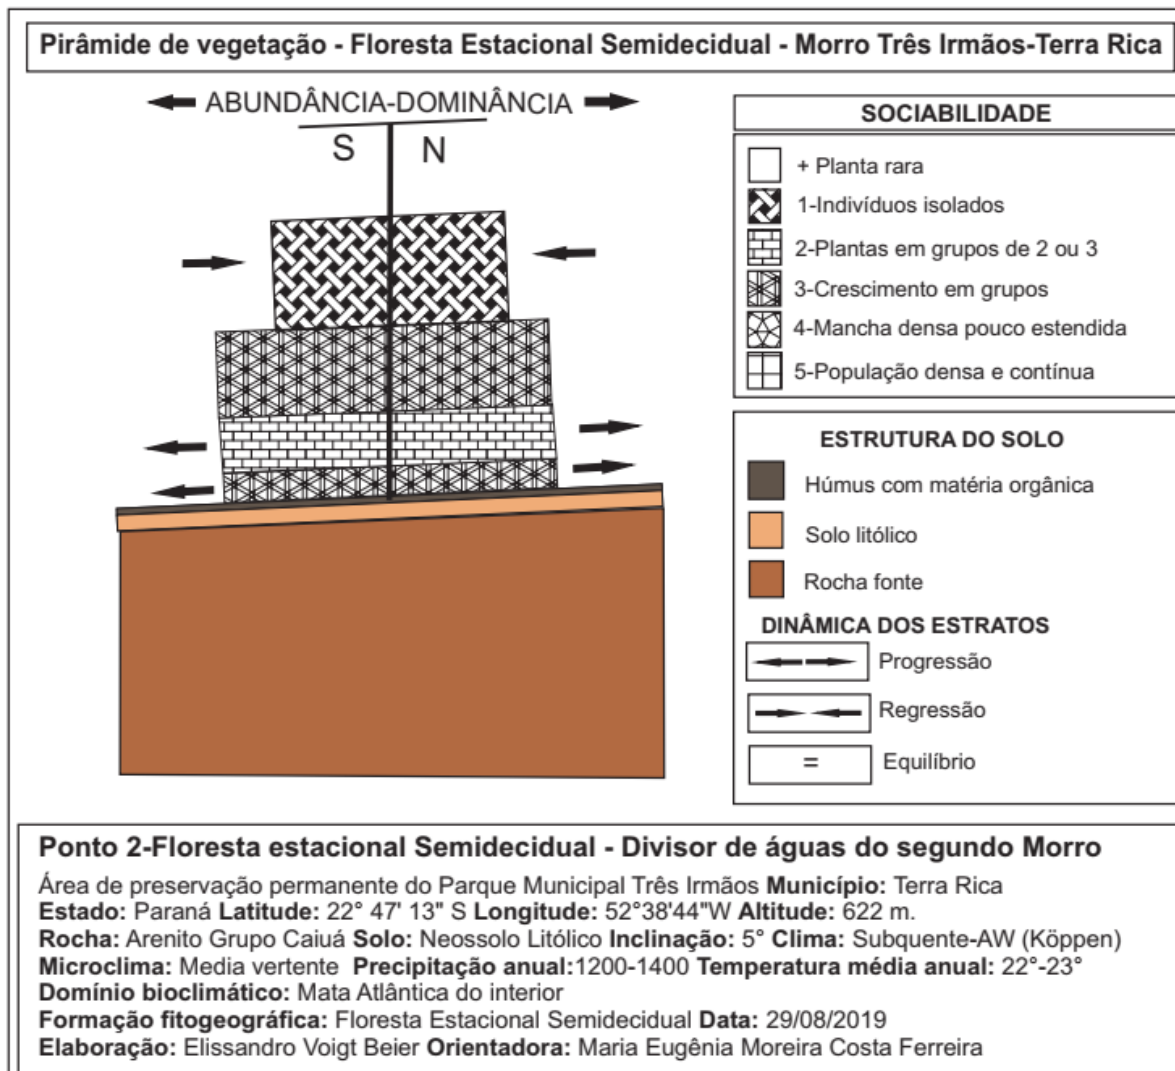 Pirâmide de vegetação - Floresta Estacional Semidecidual - Morro Três Irmãos-Terra Rica
ABUNDÂNCIA-DOMINÂNCIA
S N
SOCIABILIDADE
+ Planta rara
1-Indivíduos isolados
2-Plantas em grupos de 2 ou 3
3-Crescimento em grupos
4-Mancha densa pouco estendida
5-População densa e contínua
ESTRUTURA DO SOLO
Húmus com matéria orgânica
Solo litólico
Rocha fonte
DINÂMICA DOS ESTRATOS
Progressão
Regressão
= Equilíbrio
Ponto 2-Floresta estacional Semidecidual - Divisor de águas do segundo Morro
Área de preservação permanente do Parque Municipal Três Irmãos Município: Terra Rica
Estado: Paraná Latitude: 22° 47' 13" S Longitude: 52°38'44"W Altitude: 622 m.
Rocha: Arenito Grupo Caiuá Solo: Neossolo Litólico Inclinação: 5° Clima: Subquente-AW (Köppen)
Microclima: Media vertente Precipitação anual:1200-1400 Temperatura média anual: 22°-23°
Domínio bioclimático: Mata Atlântica do interior
Formação fitogeográfica: Floresta Estacional Semidecidual Data: 29/08/2019
Elaboração: Elissandro Voigt Beier Orientadora: Maria Eugênia Moreira Costa Ferreira